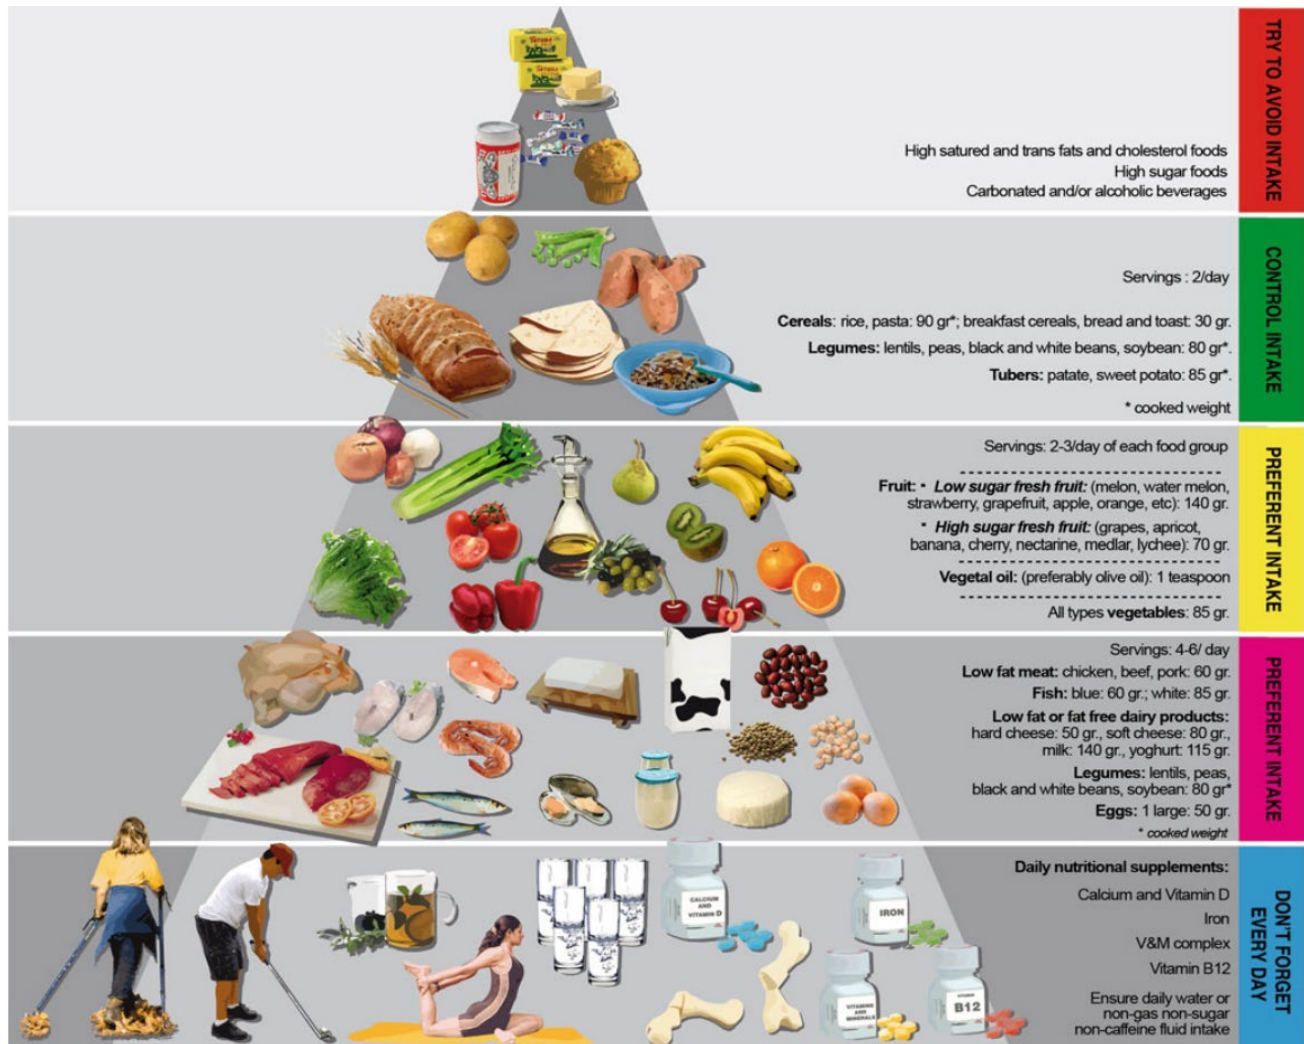 TRY TO AVOID INTAKE
High satured and trans fats and cholesterol foods
High sugar foods
Carbonated and/or alcoholic beverages
CONTROL INTAKE
Servings : 2/day
Cereals: rice, pasta: 90 gr*; breakfast cereals, bread and toast: 30 gr.
Legumes: lentils, peas, black and white beans, soybean: 80 gr*.
Tubers: patate, sweet potato: 85 gr*.
* cooked weight
PREFERENT INTAKE
Servings: 2-3/day of each food group
Fruit: * Low sugar fresh fruit: (melon, water melon,
strawberry, grapefruit, apple, orange, etc): 140 gr.
* High sugar fresh fruit: (grapes, apricot,
banana, cherry, nectarine, medlar, lychee): 70 gr.
Vegetal oil: (preferably olive oil): 1 teaspoon
All types vegetables: 85 gr.
PREFERENT INTAKE
Servings: 4-6/ day
Low fat meat: chicken, beef, pork: 60 gr.
Fish: blue: 60 gr.; white: 85 gr.
Low fat or fat free dairy products:
hard cheese: 50 gr., soft cheese: 80 gr.,
milk: 140 gr., yoghurt: 115 gr.
Legumes: lentils, peas,
black and white beans, soybean: 80 gr*
Eggs: 1 large: 50 gr.
* cooked weight
DON'T FORGET
EVERY DAY
Daily nutritional supplements:
Calcium and Vitamin D
Iron
V&M complex
Vitamin B12
Ensure daily water or
non-gas non-sugar
non-caffeine fluid intake
CALCIUM
AND
VITAMIN D
IRON
VITAMINS
AND
MINERALS
VITAMIN
B12